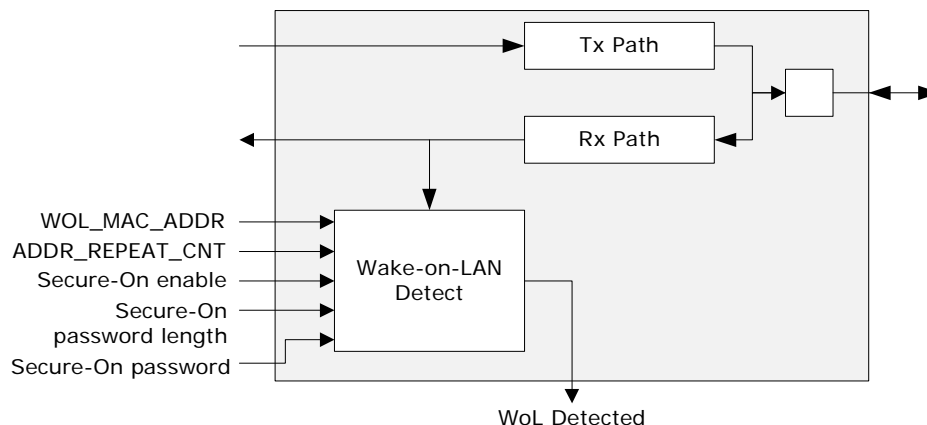 Tx Path
Rx Path
WOL_MAC_ADDR
ADDR_REPEAT_CNT
Secure-On enable
Secure-On
password length
Secure-On password
Wake-on-LAN
Detect
WoL Detected